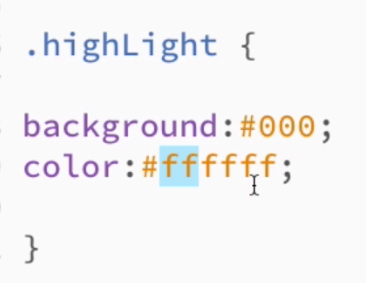 .highLight {
background:#000;
color:#ffffff;
}